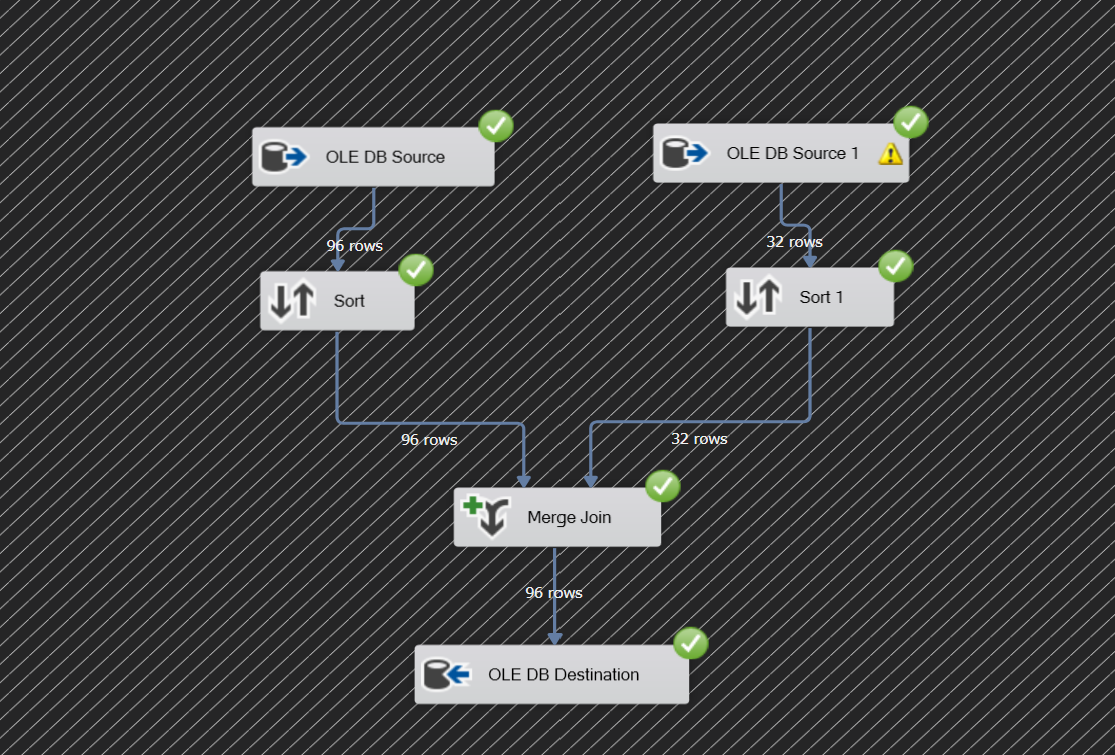 OLE DB Source
OLE DB Source 1
96 rows
32 rows
Sort
Sort 1
96 rows
32 rows
Merge Join
96 rows
OLE DB Destination